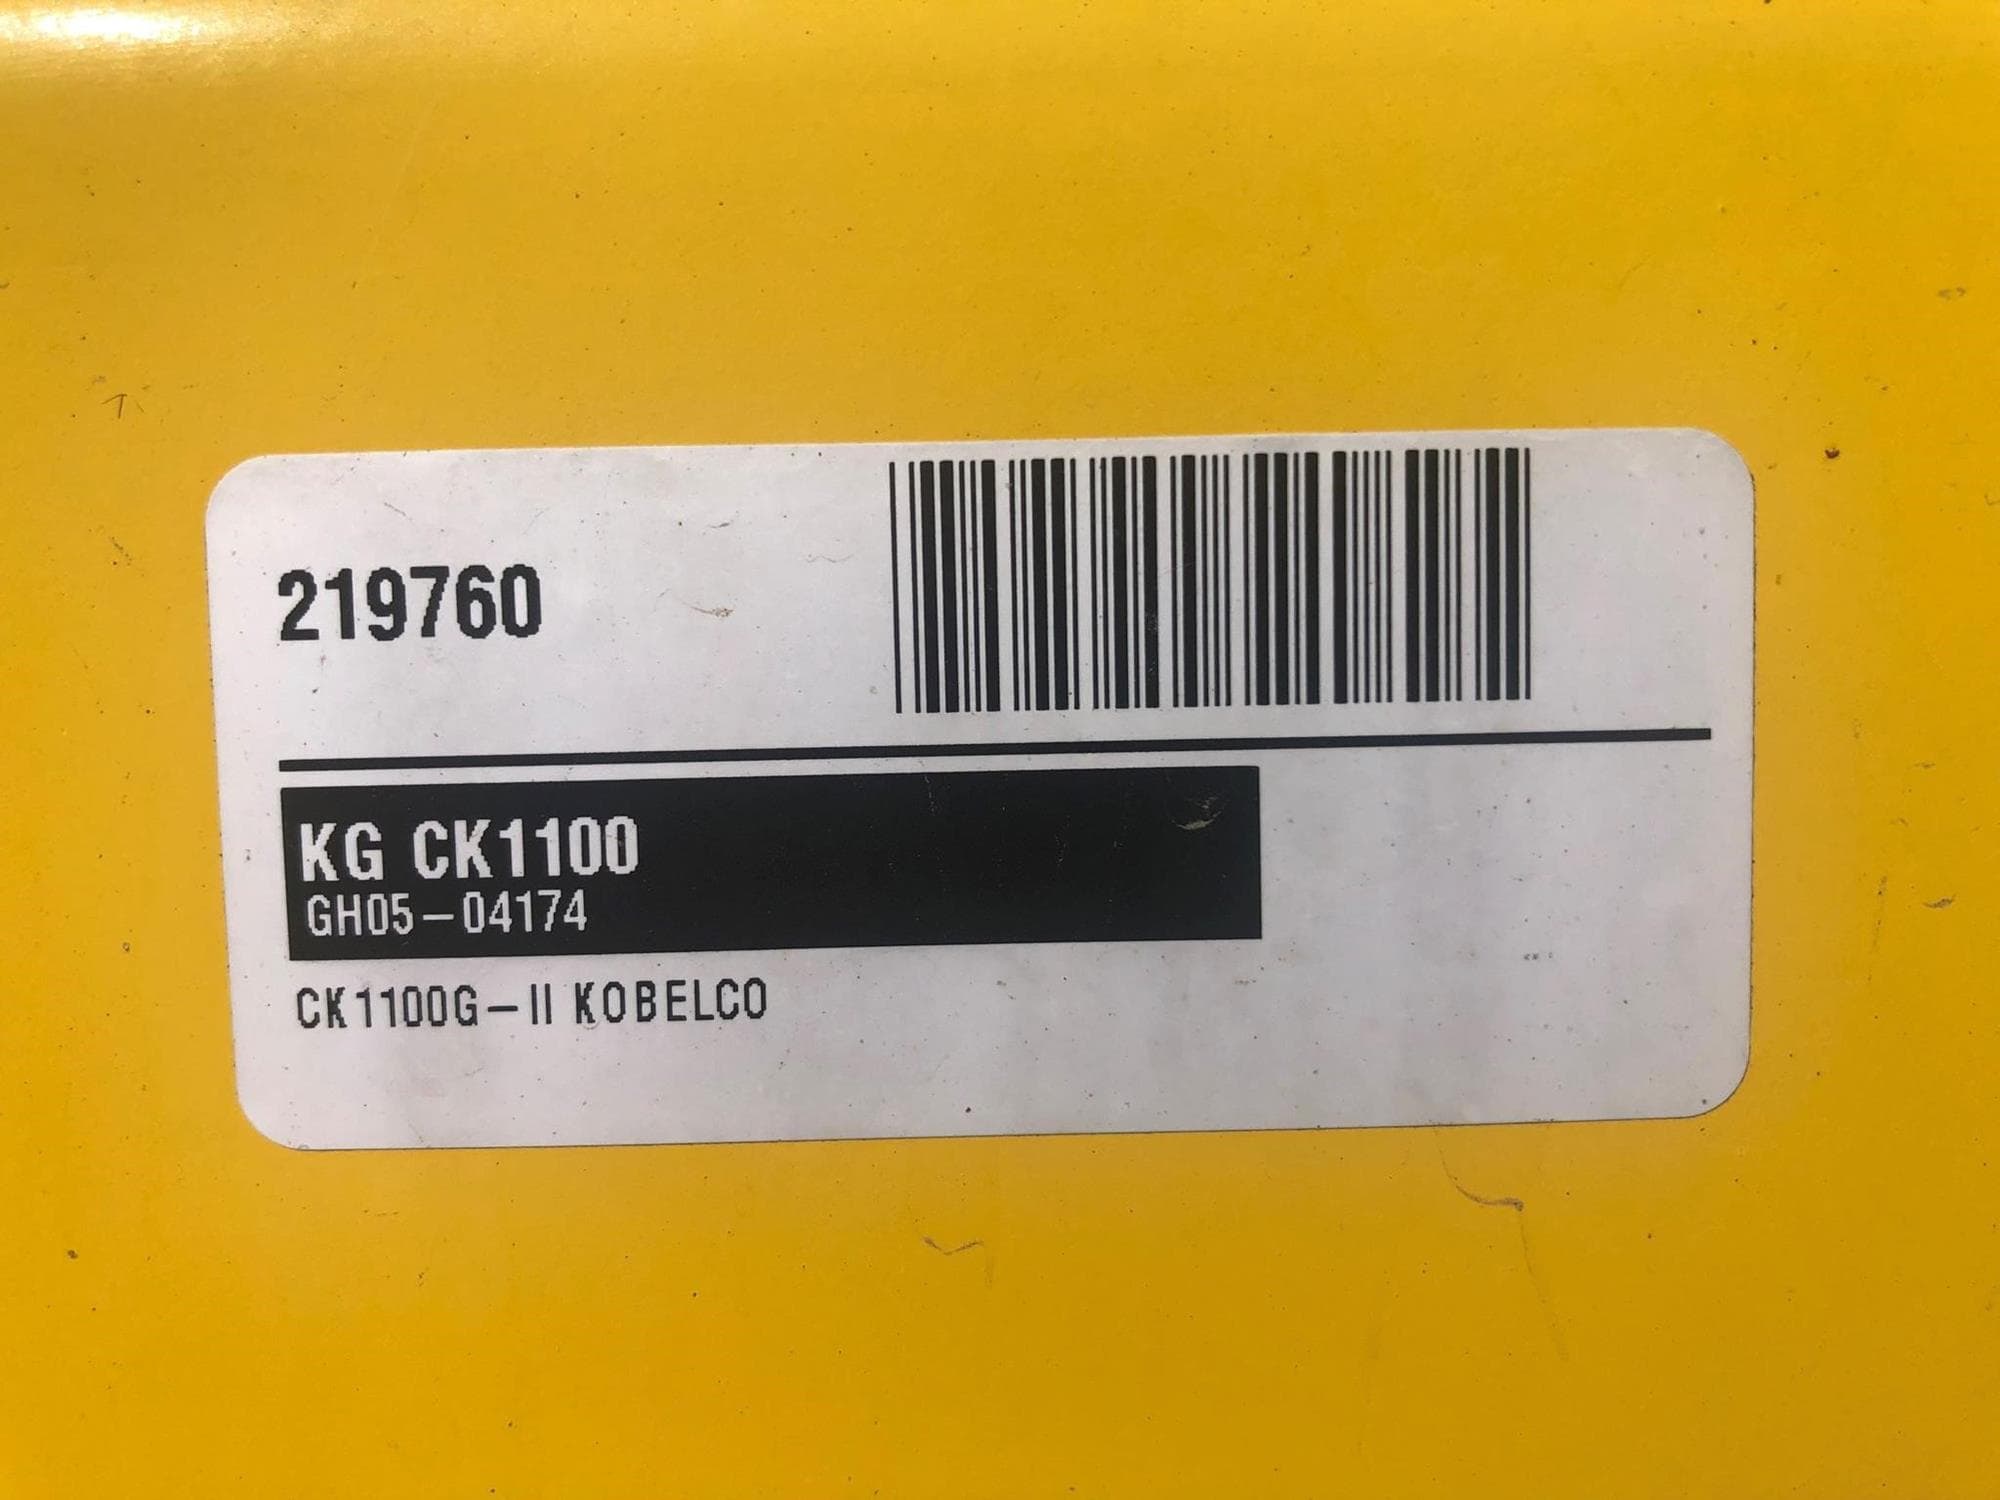 219760
KG CK1100
GH05-04174
CK1100G-II KOBELCO